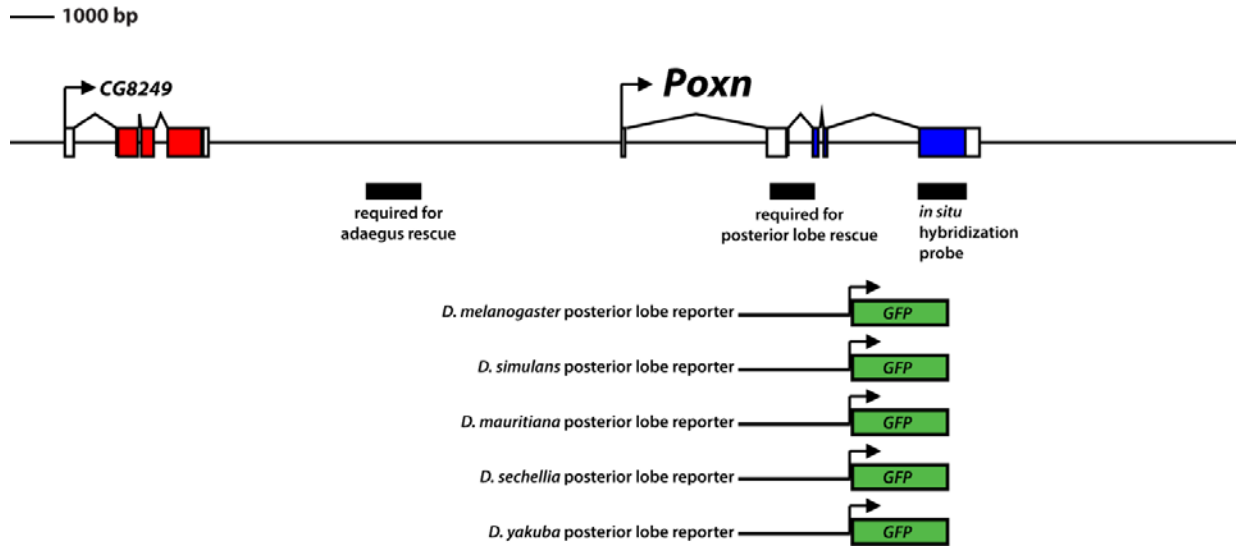 1000 bp
CG8249
Poxn
required for
adaegus rescue
required for
posterior lobe rescue
in situ
hybridization
probe
D. melanogaster posterior lobe reporter
GFP
D. simulans posterior lobe reporter
GFP
D. mauritiana posterior lobe reporter
GFP
D. sechellia posterior lobe reporter
GFP
D. yakuba posterior lobe reporter
GFP